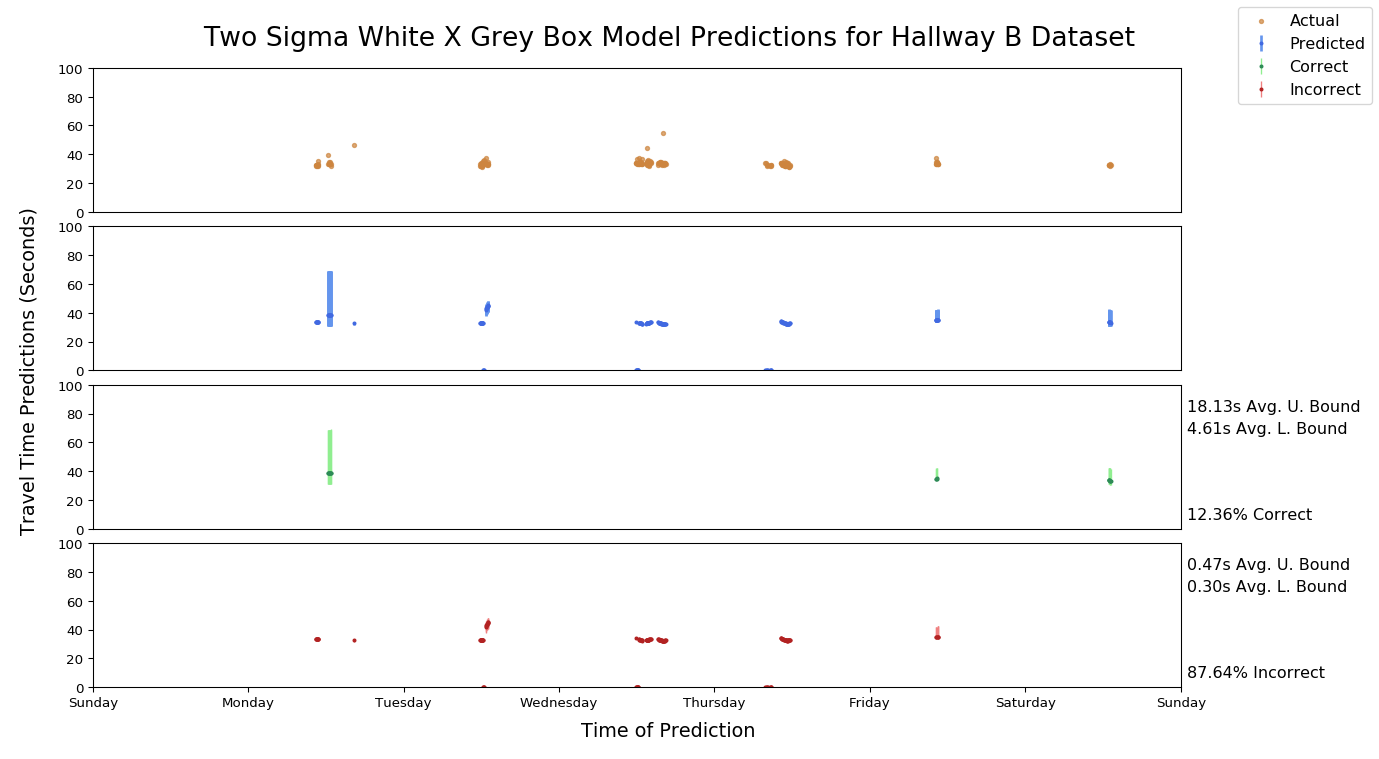 Two Sigma White X Grey Box Model Predictions for Hallway B Dataset
Actual
Predicted
Correct
Incorrect
Travel Time Predictions (Seconds)
100
80
60
40
20
0
100
80
60
40
20
0
100
80
60
40
20
0
18.13s Avg. U. Bound
4.61s Avg. L. Bound
12.36% Correct
100
80
60
40
20
0
0.47s Avg. U. Bound
0.30s Avg. L. Bound
87.64% Incorrect
Sunday Monday Tuesday Wednesday Thursday Friday Saturday Sunday
Time of Prediction